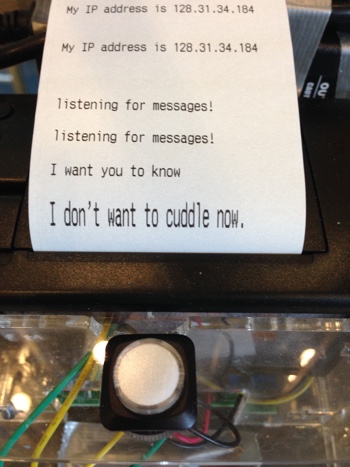 My IP address is 128.31.34.184
My IP address is 128.31.34.184
listening for messages!
listening for messages!
I want you to know
I don't want to cuddle now.